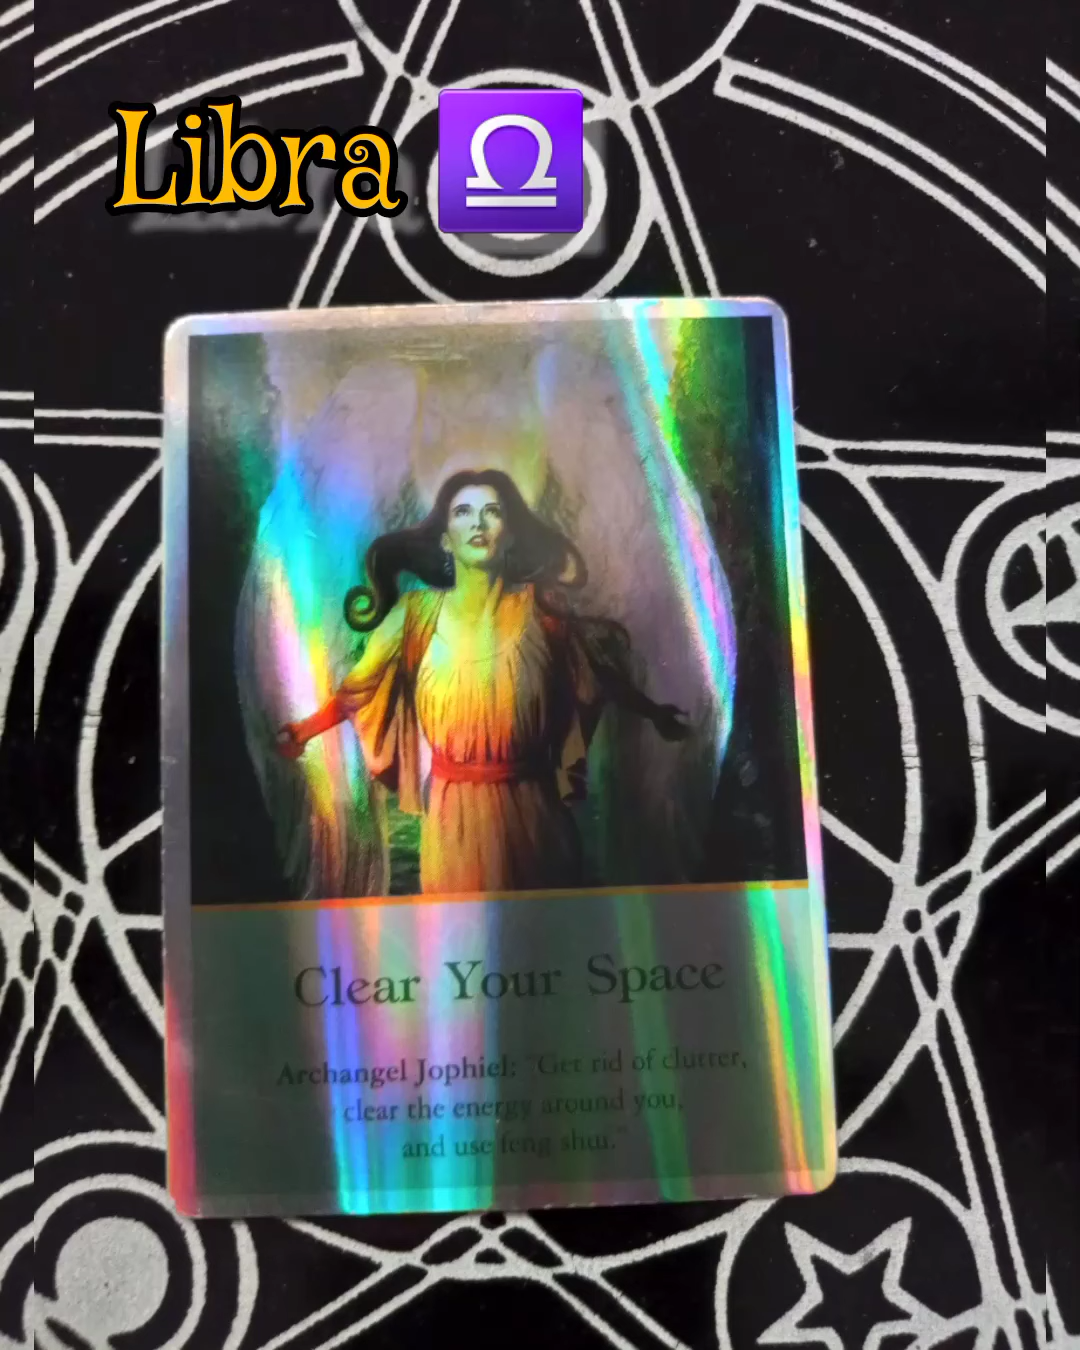 Libra ♎
Clear Your Space
Archangel Jophiel: "Get rid of clutter,
clear the energy around you,
and use feng shui."